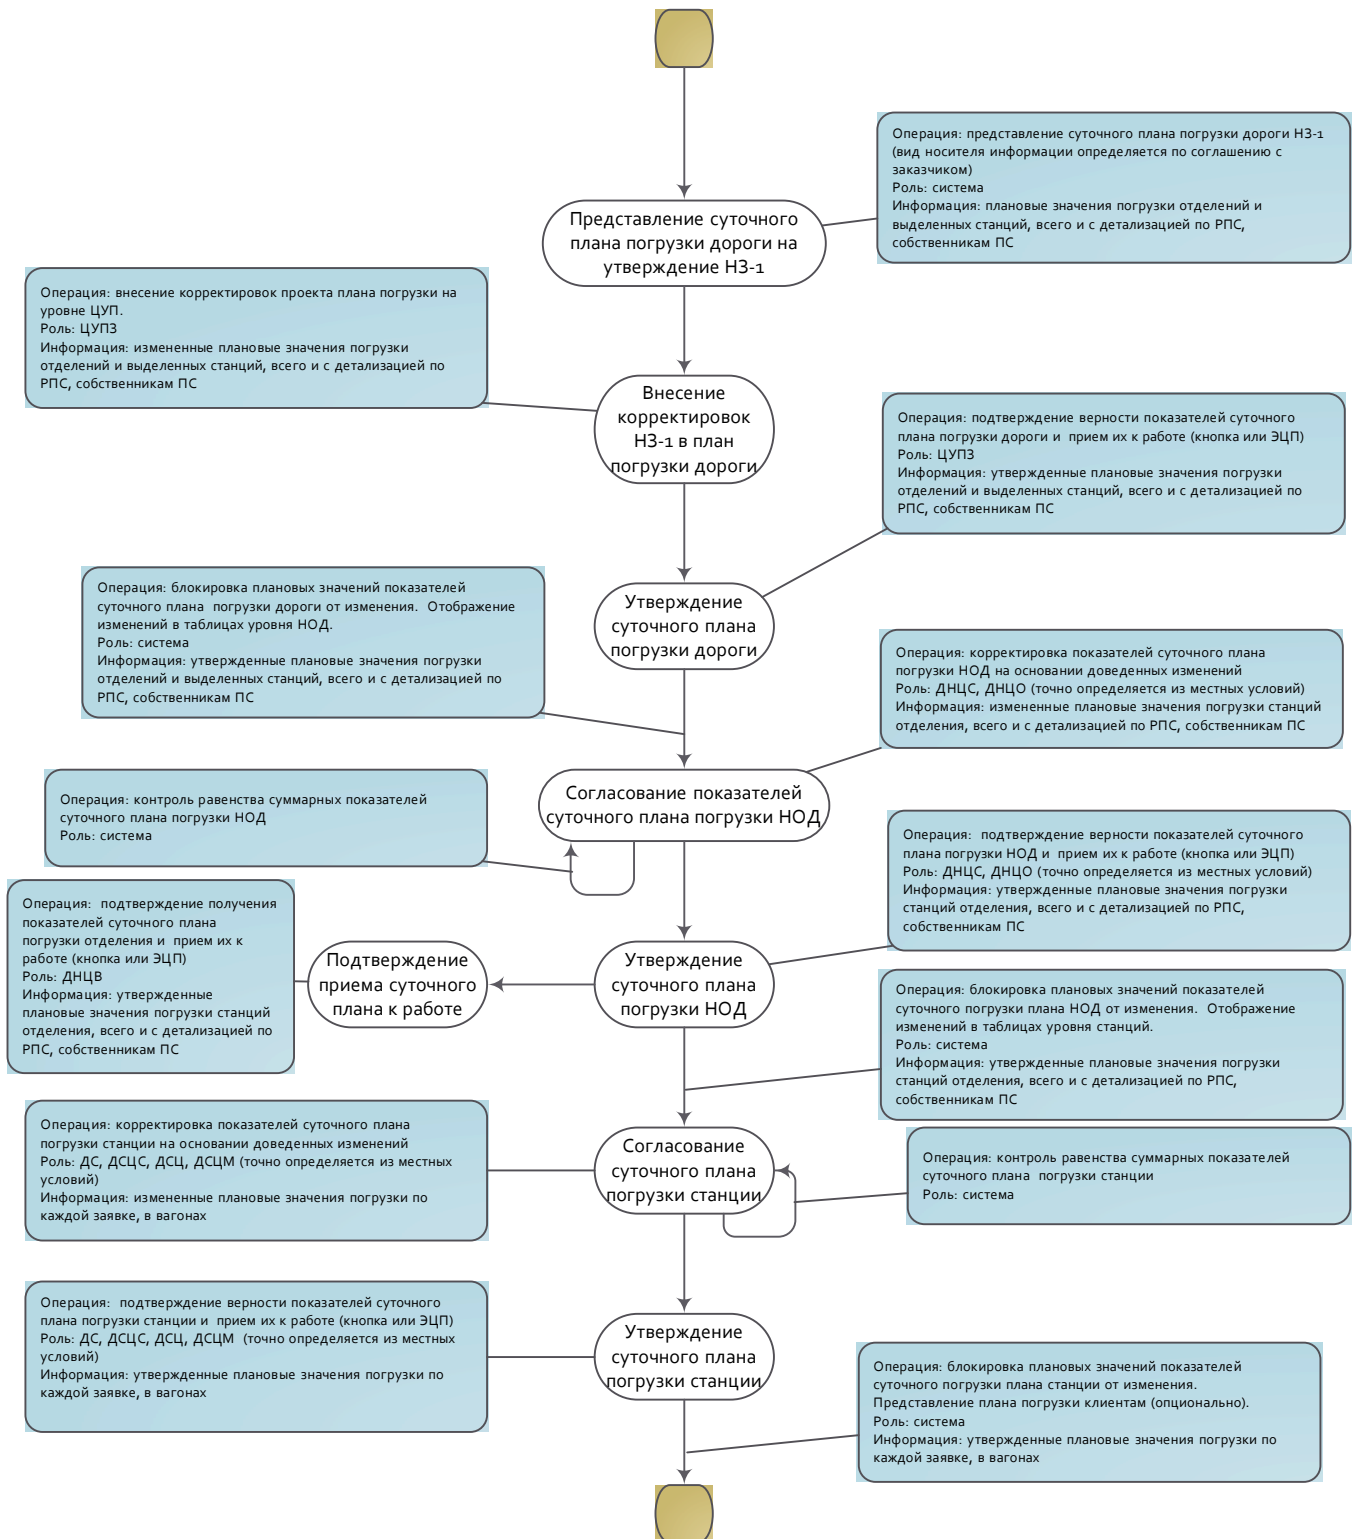 Операция: представление суточного плана погрузки дороги НЗ-1
(вид носителя информации определяется по соглашению с
заказчиком)
Роль: система
Информация: плановые значения погрузки отделений и
выделенных станций, всего и с детализацией по РПС,
собственникам ПС
Представление суточного
плана погрузки дороги на
утверждение НЗ-1
Операция: внесение корректировок проекта плана погрузки на
уровне ЦУП.
Роль: ЦУПЗ
Информация: измененные плановые значения погрузки
отделений и выделенных станций, всего и с детализацией по
РПС, собственникам ПС
Внесение
корректировок
НЗ-1 в план
погрузки дороги
Операция: подтверждение верности показателей суточного
плана погрузки дороги и  прием их к работе (кнопка или ЭЦП)
Роль: ЦУПЗ
Информация: утвержденные плановые значения погрузки
отделений и выделенных станций, всего и с детализацией по
РПС, собственникам ПС
Операция: блокировка плановых значений показателей
суточного плана  погрузки дороги от изменения.  Отображение
изменений в таблицах уровня НОД.
Роль: система
Информация: утвержденные плановые значения погрузки
отделений и выделенных станций, всего и с детализацией по
РПС, собственникам ПС
Утверждение
суточного плана
погрузки дороги
Операция: корректировка показателей суточного плана
погрузки НОД на основании доведенных изменений
Роль: ДНЦС, ДНЦО (точно определяется из местных условий)
Информация: измененные плановые значения погрузки станций
отделения, всего и с детализацией по РПС, собственникам ПС
Согласование показателей
суточного плана погрузки НОД
Операция: контроль равенства суммарных показателей
суточного плана погрузки НОД
Роль: система
Операция:  подтверждение верности показателей суточного
плана погрузки НОД и  прием их к работе (кнопка или ЭЦП)
Роль: ДНЦС, ДНЦО (точно определяется из местных условий)
Информация: утвержденные плановые значения погрузки
станций отделения, всего и с детализацией по РПС,
собственникам ПС
Операция:  подтверждение получения
показателей суточного плана
погрузки отделения и  прием их к
работе (кнопка или ЭЦП)
Роль: ДНЦВ
Информация: утвержденные
плановые значения погрузки станций
отделения, всего и с детализацией по
РПС, собственникам ПС
Подтверждение
приема суточного
плана к работе
Утверждение
суточного плана
погрузки НОД
Операция: блокировка плановых значений показателей
суточного погрузки плана НОД от изменения.  Отображение
изменений в таблицах уровня станций.
Роль: система
Информация: утвержденные плановые значения погрузки
станций отделения, всего и с детализацией по РПС,
собственникам ПС
Операция: корректировка показателей суточного плана
погрузки станции на основании доведенных изменений
Роль: ДС, ДСЦС, ДСЦ, ДСЦМ (точно определяется из местных
условий)
Информация: измененные плановые значения погрузки по
каждой заявке, в вагонах
Согласование
суточного плана
погрузки станции
Операция: контроль равенства суммарных показателей
суточного плана  погрузки станции
Роль: система
Операция:  подтверждение верности показателей суточного
плана погрузки станции и  прием их к работе (кнопка или ЭЦП)
Роль: ДС, ДСЦС, ДСЦ, ДСЦМ  (точно определяется из местных
условий)
Информация: утвержденные плановые значения погрузки по
каждой заявке, в вагонах
Утверждение
суточного плана
погрузки станции
Операция: блокировка плановых значений показателей
суточного погрузки плана станции от изменения.
Представление плана погрузки клиентам (опционально).
Роль: система
Информация: утвержденные плановые значения погрузки по
каждой заявке, в вагонах